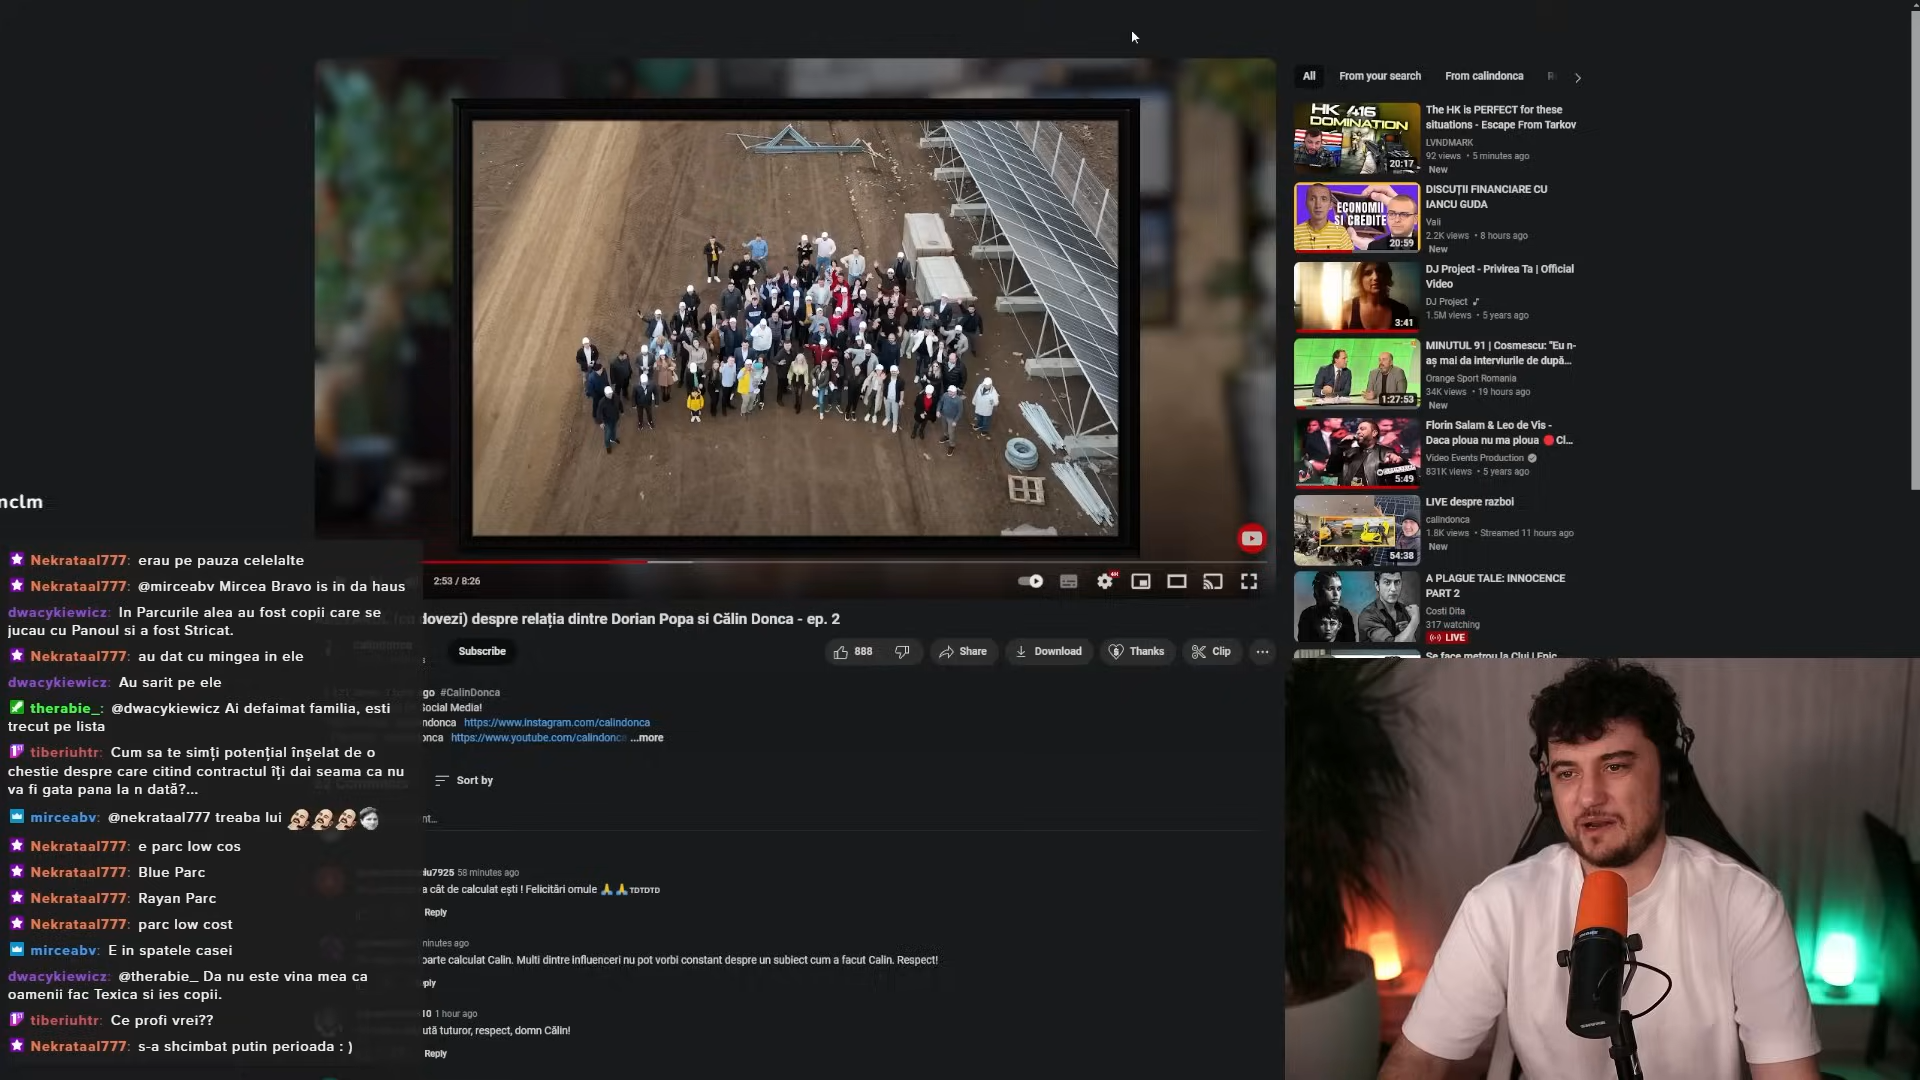 All
From your search
From calindonca
HK 416
DOMINATION
20:17
The HK is PERFECT for these
situations - Escape From Tarkov
LVNDMARK
92 views • 5 minutes ago
New
ECONOMII
SI CREDITE
20:59
DISCUȚII FINANCIARE CU
IANCU GUDA
Vali
2.2K views • 8 hours ago
New
3:41
DJ Project - Privirea Ta | Official
Video
DJ Project
1.5M views • 5 years ago
1:27:53
MINUTUL 91 | Cosmescu: "Eu n-
aș mai da interviurile de după...
Orange Sport Romania
34K views • 19 hours ago
New
5:49
Florin Salam & Leo de Vis -
Daca ploua nu ma ploua 🔴 Cl...
Video Events Production
831K views • 5 years ago
54:38
LIVE despre razboi
calindonca
1.8K views • Streamed 11 hours ago
New
A PLAGUE TALE: INNOCENCE
PART 2
Costi Dita
317 watching
LIVE
Se face metrou la Cluj | Epic
2:53 / 8:26
dovezi) despre relația dintre Dorian Popa si Călin Donca - ep. 2
Subscribe
888
Share
Download
Thanks
Clip
go #CalinDonca
Social Media!
ndonca https://www.instagram.com/calindonca
onca https://www.youtube.com/calindonca ...more
Sort by
nt...
iu7925 58 minutes ago
a cât de calculat ești ! Felicitări omule 🙏🙏
Reply
minutes ago
oarte calculat Calin. Multi dintre influenceri nu pot vorbi constant despre un subiect cum a facut Calin. Respect!
ply
10 1 hour ago
ută tuturor, respect, domn Călin!
Reply
nclm
Nekrataal777: erau pe pauza celelalte
Nekrataal777: @mirceabv Mircea Bravo is in da haus
dwacykiewicz: In Parcurile alea au fost copii care se
jucau cu Panoul si a fost Stricat.
Nekrataal777: au dat cu mingea in ele
dwacykiewicz: Au sarit pe ele
therabie_: @dwacykiewicz Ai defaimat familia, esti
trecut pe lista
tiberiuhtr: Cum sa te simți potențial înșelat de o
chestie despre care citind contractul îți dai seama ca nu
va fi gata pana la n dată?...
mirceabv: @nekrataal777 treaba lui
Nekrataal777: e parc low cos
Nekrataal777: Blue Parc
Nekrataal777: Rayan Parc
Nekrataal777: parc low cost
mirceabv: E in spatele casei
dwacykiewicz: @therabie_ Da nu este vina mea ca
oamenii fac Texica si ies copii.
tiberiuhtr: Ce profi vrei??
Nekrataal777: s-a shcimbat putin perioada : )